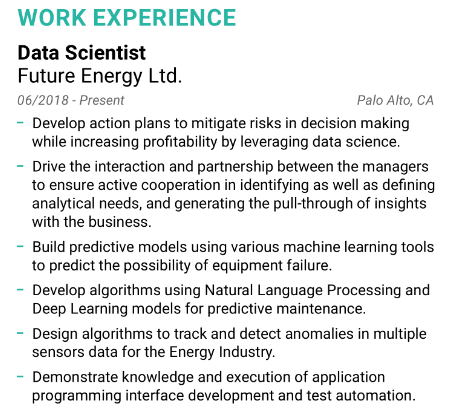 WORK EXPERIENCE
Data Scientist
Future Energy Ltd.
06/2018 - Present Palo Alto, CA
– Develop action plans to mitigate risks in decision making
while increasing profitability by leveraging data science.
– Drive the interaction and partnership between the managers
to ensure active cooperation in identifying as well as defining
analytical needs, and generating the pull-through of insights
with the business.
– Build predictive models using various machine learning tools
to predict the possibility of equipment failure.
– Develop algorithms using Natural Language Processing and
Deep Learning models for predictive maintenance.
– Design algorithms to track and detect anomalies in multiple
sensors data for the Energy Industry.
– Demonstrate knowledge and execution of application
programming interface development and test automation.